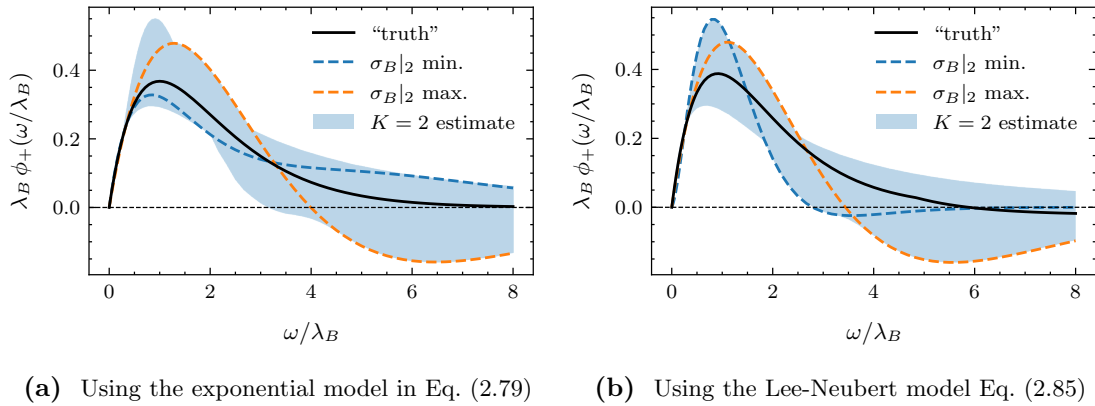 λ_B ϕ_+(ω/λ_B)
0.4
0.2
0.0
0
2
4
6
8
ω/λ_B
“truth”
σ_B|_2 min.
σ_B|_2 max.
K = 2 estimate
(a) Using the exponential model in Eq. (2.79)
λ_B ϕ_+(ω/λ_B)
0.4
0.2
0.0
0
2
4
6
8
ω/λ_B
“truth”
σ_B|_2 min.
σ_B|_2 max.
K = 2 estimate
(b) Using the Lee-Neubert model Eq. (2.85)